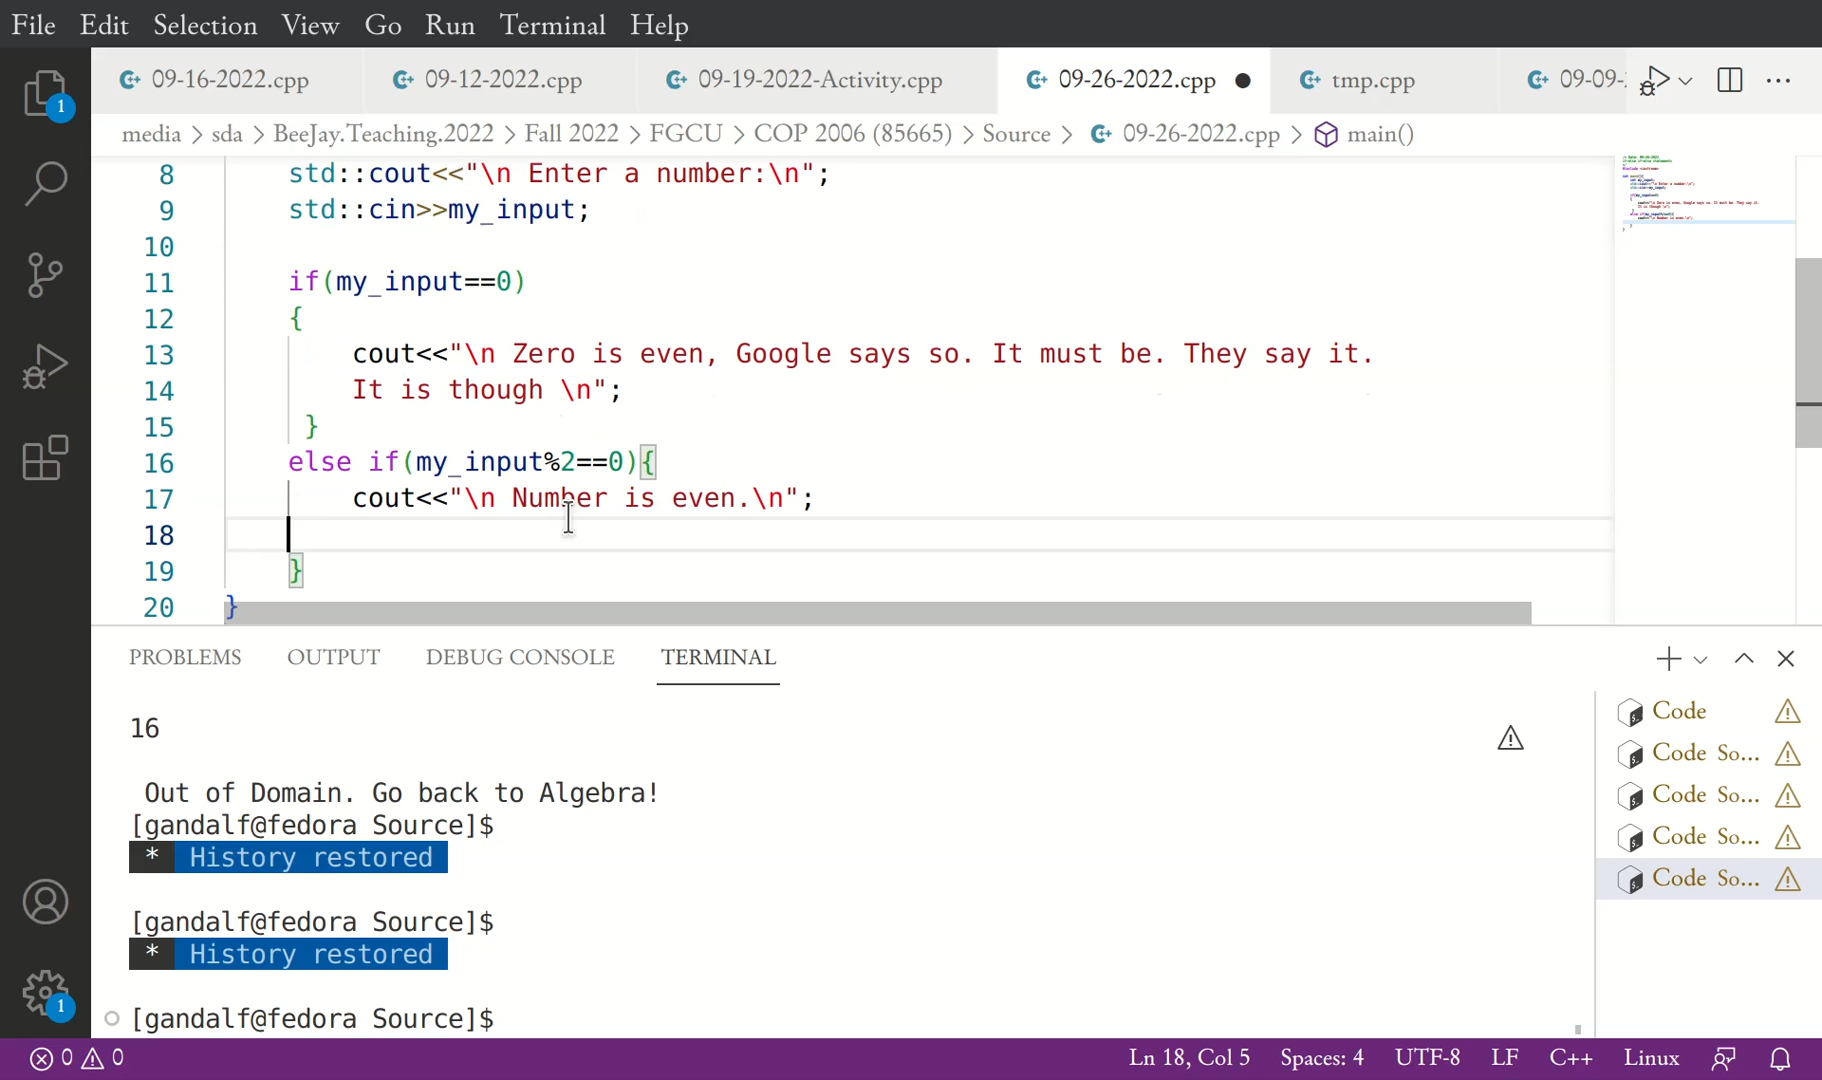 File Edit Selection View Go Run Terminal Help
1
09-16-2022.cpp 09-12-2022.cpp 09-19-2022-Activity.cpp 09-26-2022.cpp ● tmp.cpp 09-09-
media > sda > BeeJay.Teaching.2022 > Fall 2022 > FGCU > COP 2006 (85665) > Source > 09-26-2022.cpp > main()
8 std::cout<<"\n Enter a number:\n";
9 std::cin>>my_input;
10
11 if(my_input==0)
12 {
13 cout<<"\n Zero is even, Google says so. It must be. They say it.
14 It is though \n";
15 }
16 else if(my_input%2==0){
17 cout<<"\n Number is even.\n";
18
19 }
20 }
PROBLEMS OUTPUT DEBUG CONSOLE TERMINAL
16
Out of Domain. Go back to Algebra!
[gandalf@fedora Source]$
* History restored
[gandalf@fedora Source]$
* History restored
[gandalf@fedora Source]$
Code
Code So...
Code So...
Code So...
Code So...
1
0 0 Ln 18, Col 5 Spaces: 4 UTF-8 LF C++ Linux